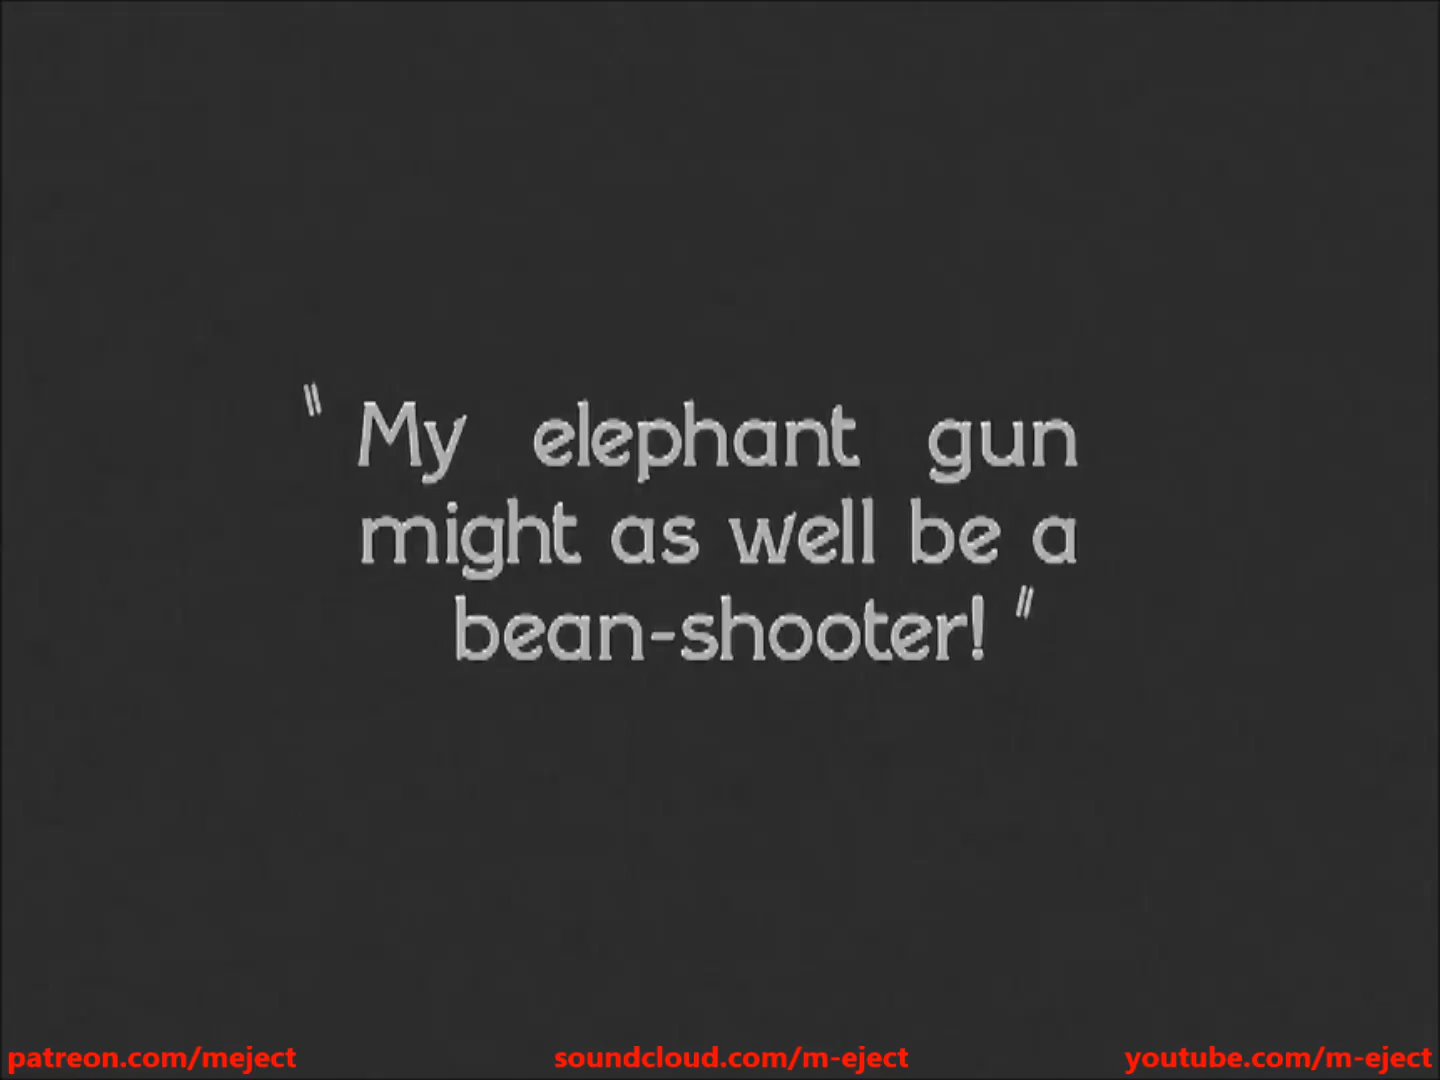 " My elephant gun
might as well be a
bean-shooter! "
patreon.com/meject soundcloud.com/m-eject youtube.com/m-eject